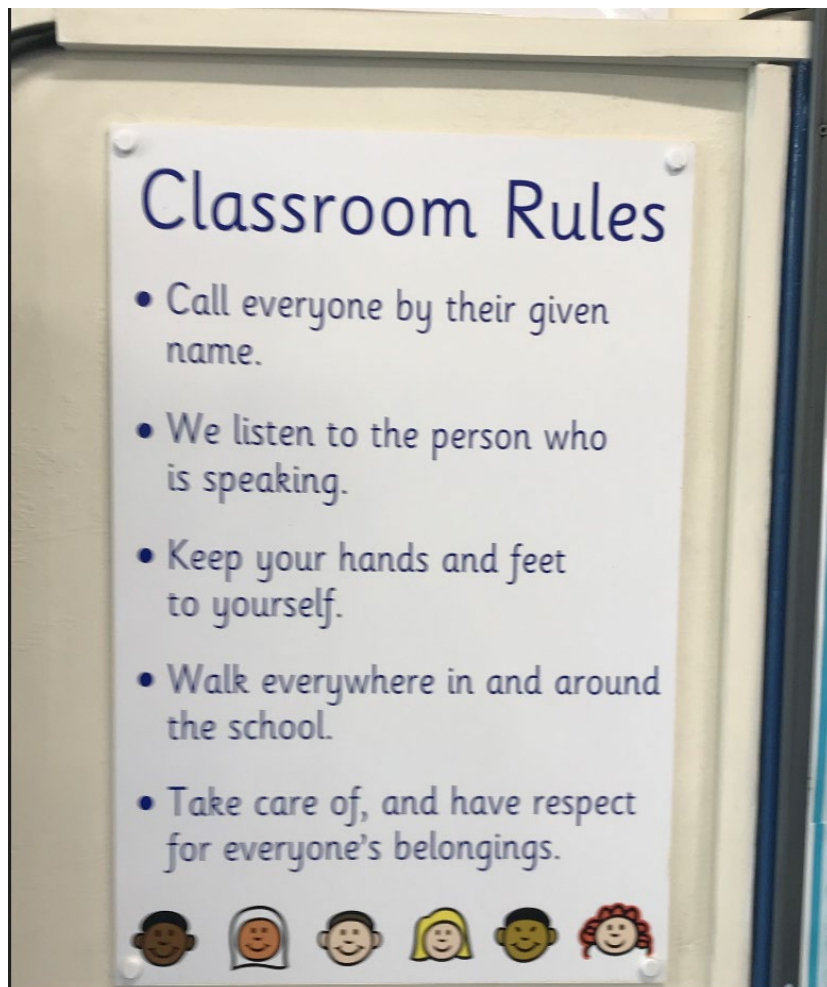 Classroom Rules
• Call everyone by their given
name.
• We listen to the person who
is speaking.
• Keep your hands and feet
to yourself.
• Walk everywhere in and around
the school.
• Take care of, and have respect
for everyone's belongings.